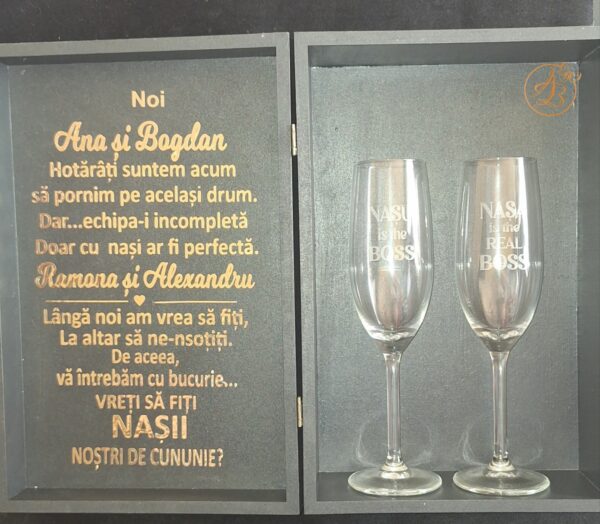 Noi
Ana și Bogdan
Hotărâți suntem acum
să pornim pe același drum.
Dar...echipa-i incompletă
Doar cu nași ar fi perfectă.
Ramona și Alexandru
Lângă noi am vrea să fiți,
La altar să ne-nsoțiți.
De aceea,
vă întrebăm cu bucurie...
VREȚI SĂ FIȚI
NAȘII
NOȘTRI DE CUNUNIE?
NASU
is the
BOSS
NASA
is the
REAL
BOSS